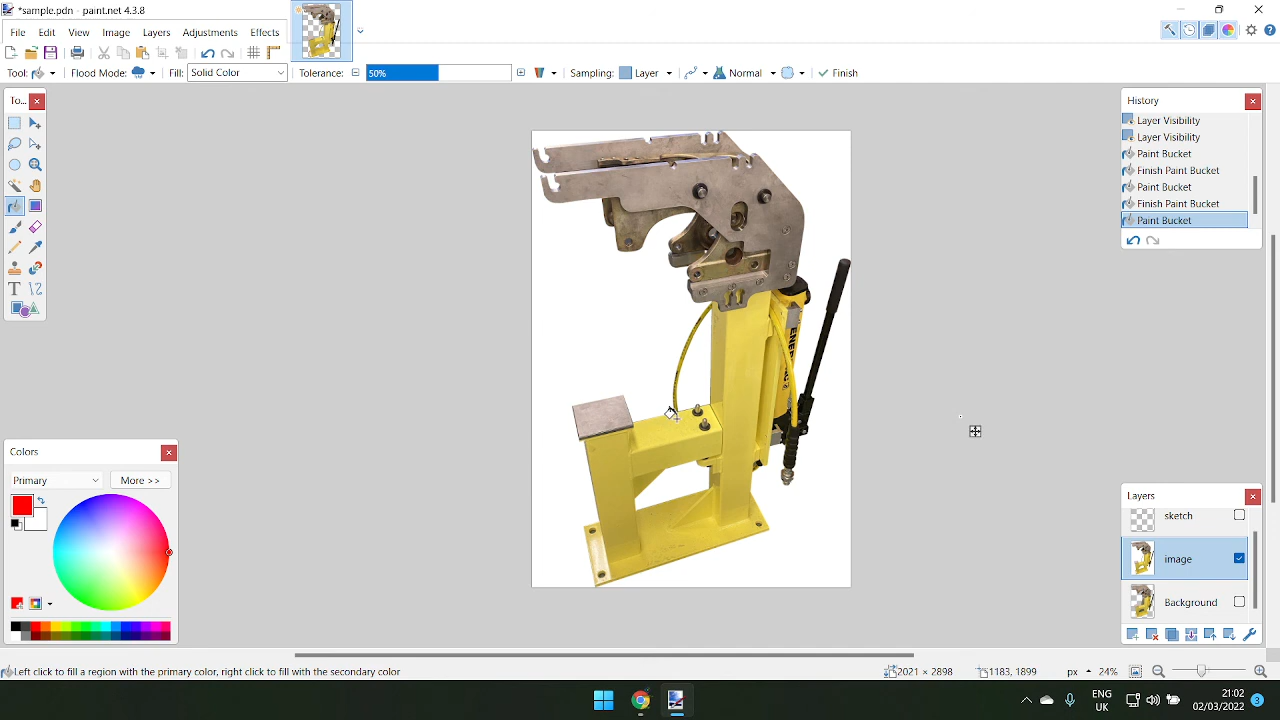 *sample.pdn - paint.net 4.3.8
File Edit View Image Layers Adjustments Effects
Tool: Flood Mode: Fill: Solid Color Tolerance: 50% Sampling: Layer Normal Finish
To...
History
Layer Visibility
Layer Visibility
Paint Bucket
Finish Paint Bucket
Paint Bucket
Finish Paint Bucket
Paint Bucket
Colors
Primary More >>
Layers
sketch
image
Background
Left click to fill a region with the primary color, right click to fill with the secondary color 2021 × 2898 1183, 1899 px 24%
ENG
UK
21:02
02/03/2022
3